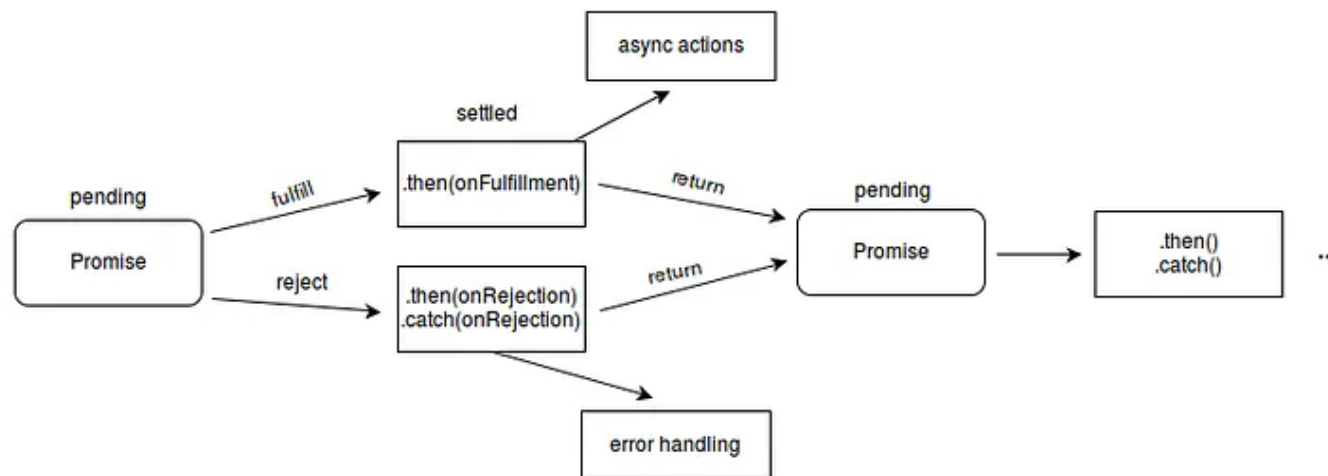 async actions
settled
.then(onFulfillment)
pending
fulfill
return
pending
Promise
Promise
.then()
.catch()
..
reject
return
.then(onRejection)
.catch(onRejection)
error handling